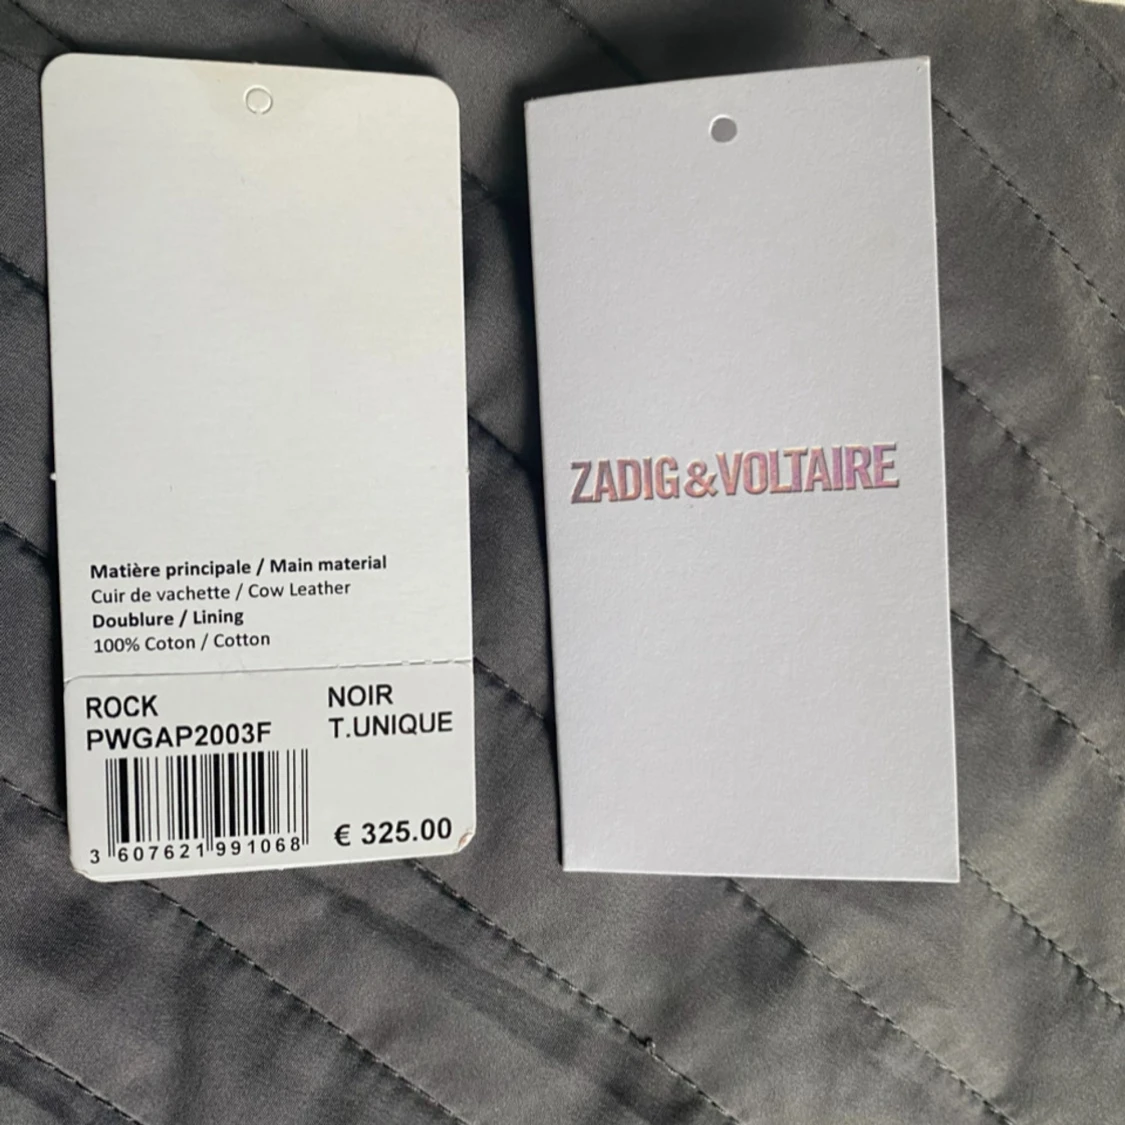 Matière principale / Main material
Cuir de vachette / Cow Leather
Doublure / Lining
100% Coton / Cotton
ROCK NOIR
PWGAP2003F T.UNIQUE
€ 325.00
3 607621 991068
ZADIG&VOLTAIRE